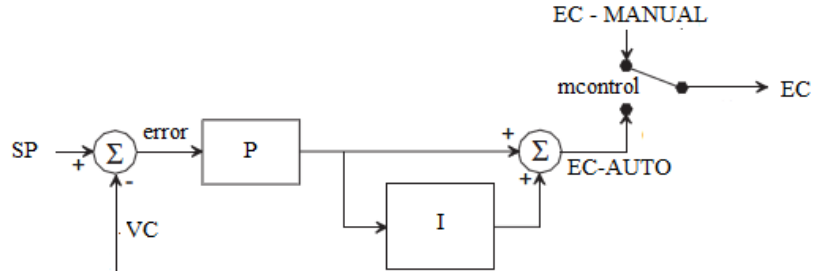 EC - MANUAL
mcontrol
EC
SP
+
Σ
-
error
P
+
Σ
+
EC-AUTO
VC
I